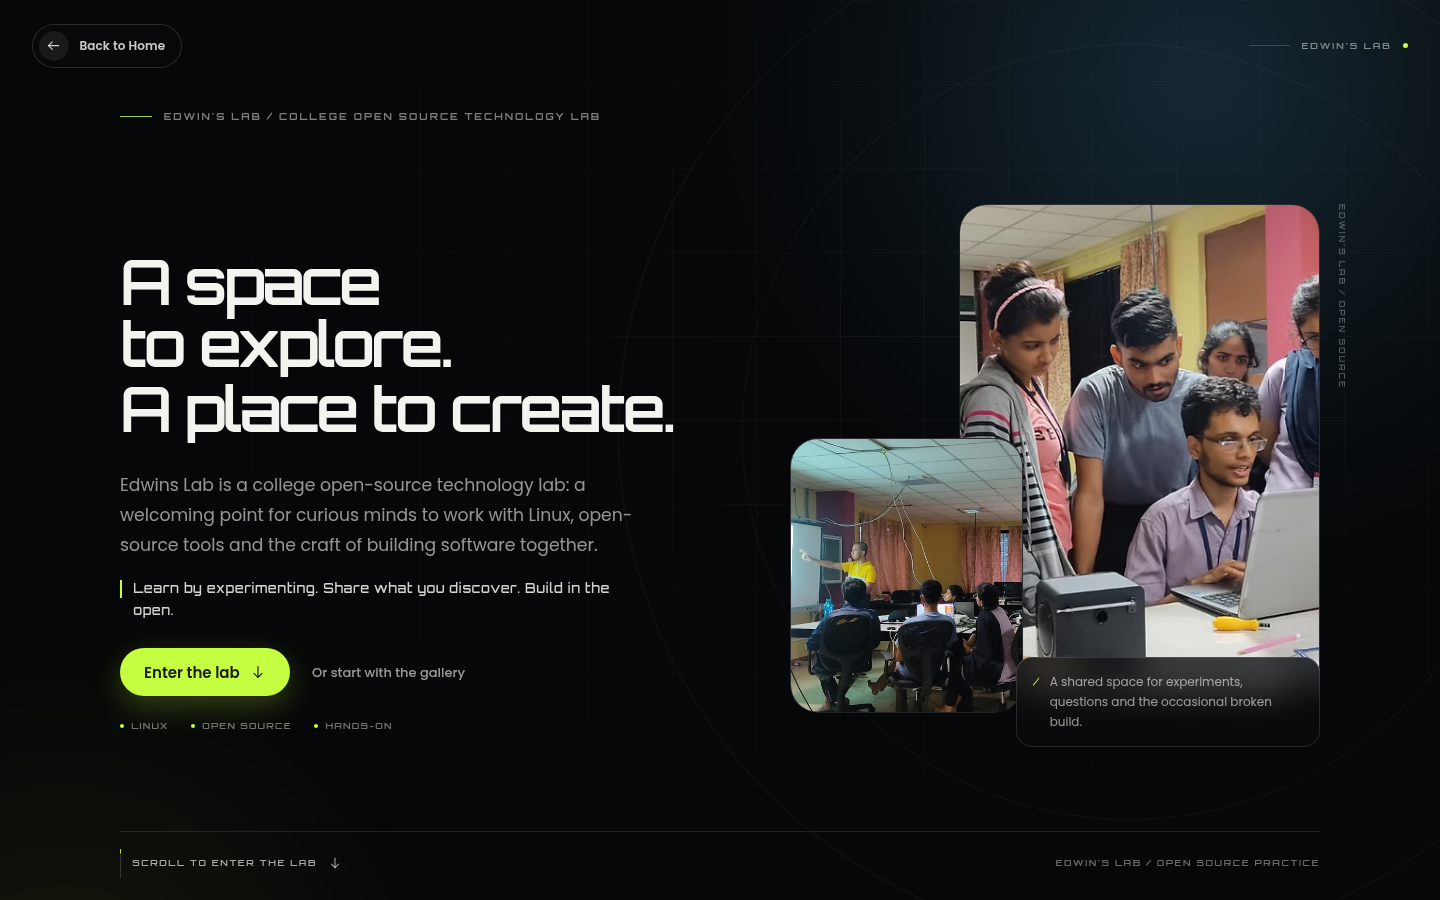 Back to Home
EDWIN'S LAB
EDWIN'S LAB / COLLEGE OPEN SOURCE TECHNOLOGY LAB
A space
to explore.
A place to create.
Edwins Lab is a college open-source technology lab: a
welcoming point for curious minds to work with Linux, open-
source tools and the craft of building software together.
Learn by experimenting. Share what you discover. Build in the
open.
Enter the lab ↓
Or start with the gallery
LINUX
OPEN SOURCE
HANDS-ON
EDWIN'S LAB / OPEN SOURCE
/ A shared space for experiments,
questions and the occasional broken
build.
SCROLL TO ENTER THE LAB ↓
EDWIN'S LAB / OPEN SOURCE PRACTICE